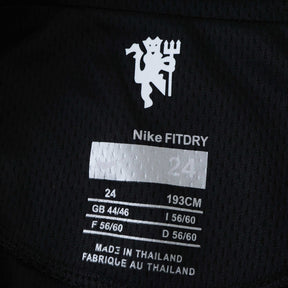 Nike FITDRY
24
24 193CM
GB 44/46 I 56/60
F 56/60 D 56/60
MADE IN THAILAND
FABRIQUE AU THAILAND